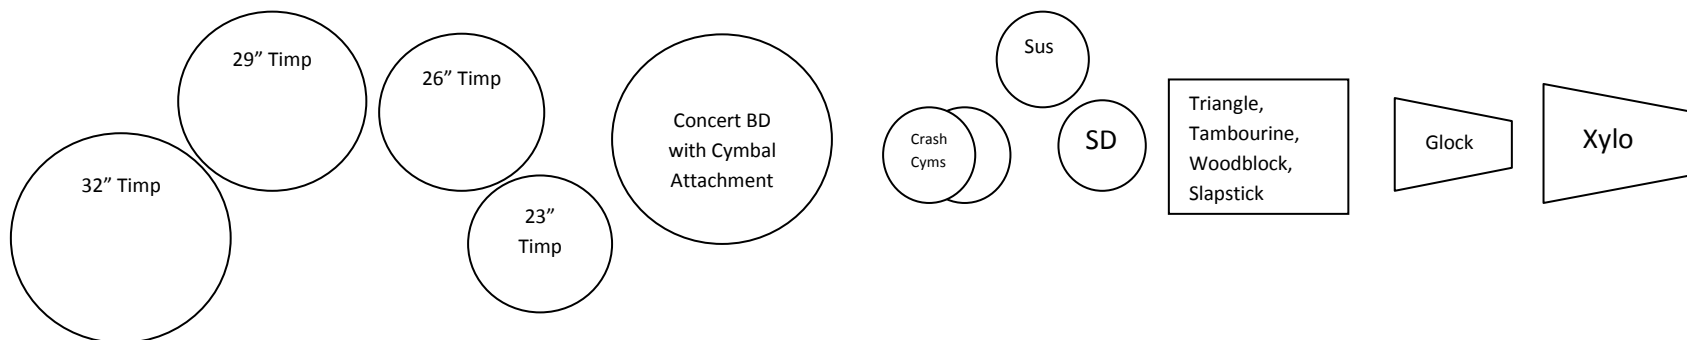 32” Timp
29” Timp
26” Timp
23”
Timp
Concert BD
with Cymbal
Attachment
Crash
Cyms
Sus
SD
Triangle,
Tambourine,
Woodblock,
Slapstick
Glock
Xylo